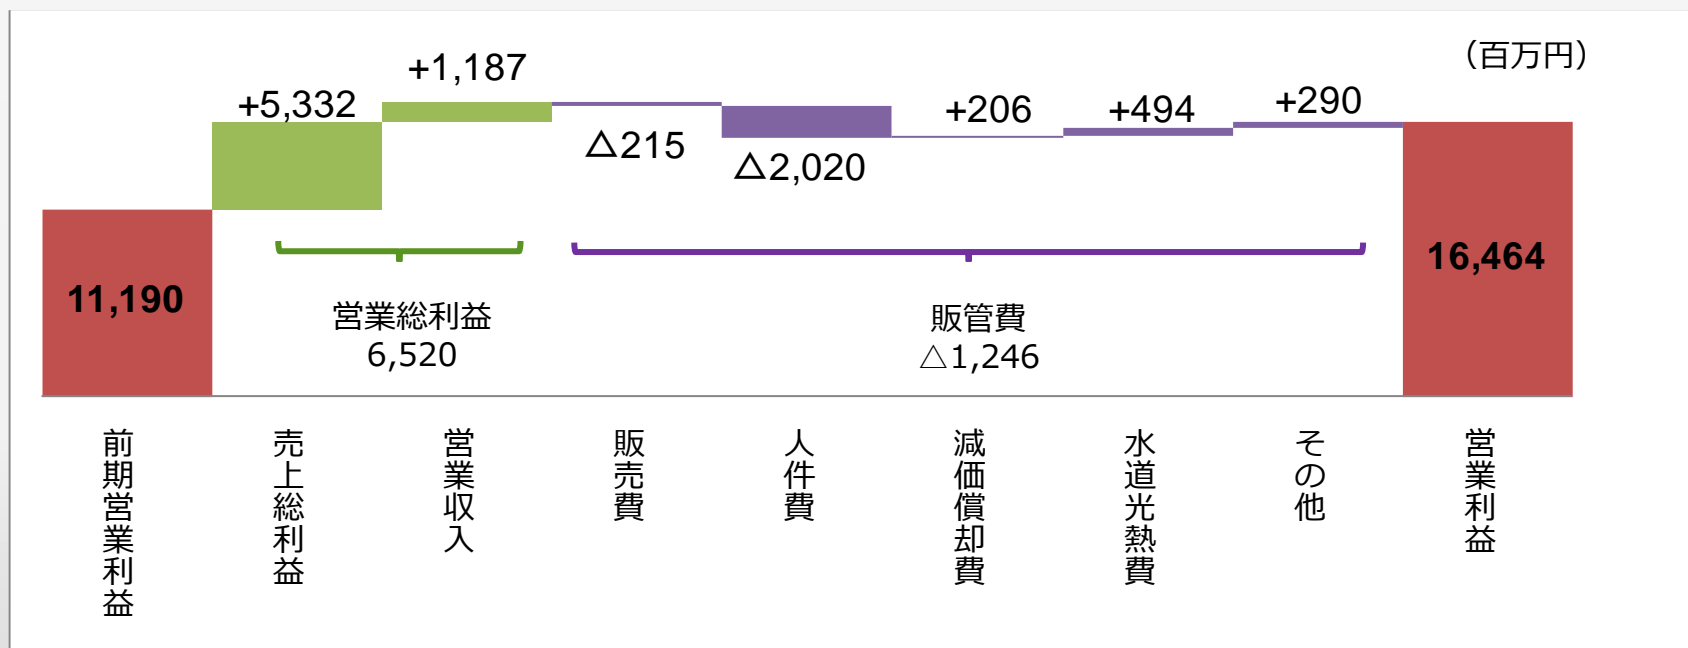 （百万円）
+1,187
+5,332
+206
+494
+290
△215
△2,020
11,190
16,464
営業総利益
6,520
販管費
△1,246
前期営業利益
売上総利益
営業収入
販売費
人件費
減価償却費
水道光熱費
その他
営業利益